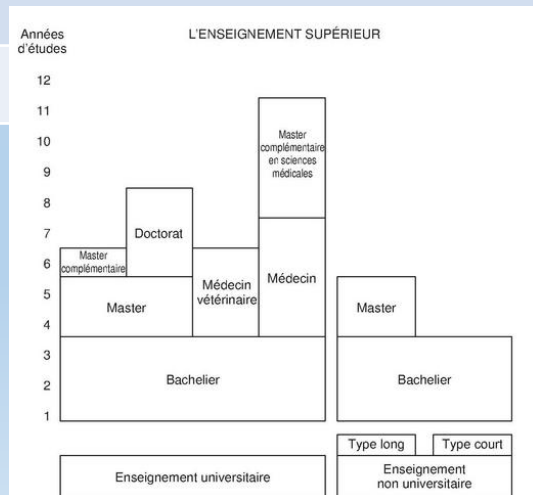 Années
d'études
L'ENSEIGNEMENT SUPÉRIEUR
12
11
10
9
8
7
6
5
4
3
2
1
Master
complémentaire
en sciences
médicales
Doctorat
Master
complémentaire
Master
Médecin
vétérinaire
Médecin
Master
Bachelier
Bachelier
Type long
Type court
Enseignement universitaire
Enseignement
non universitaire